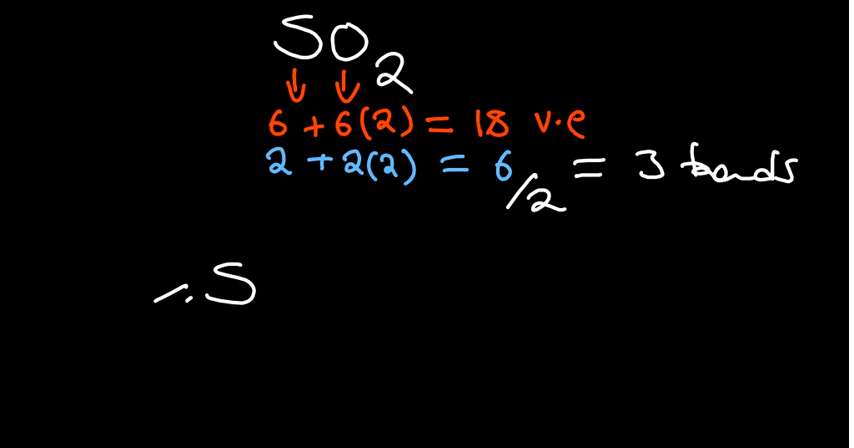 SO2
↓ ↓
6 + 6(2) = 18 v.e
2 + 2(2) = 6/2 = 3 bonds
S